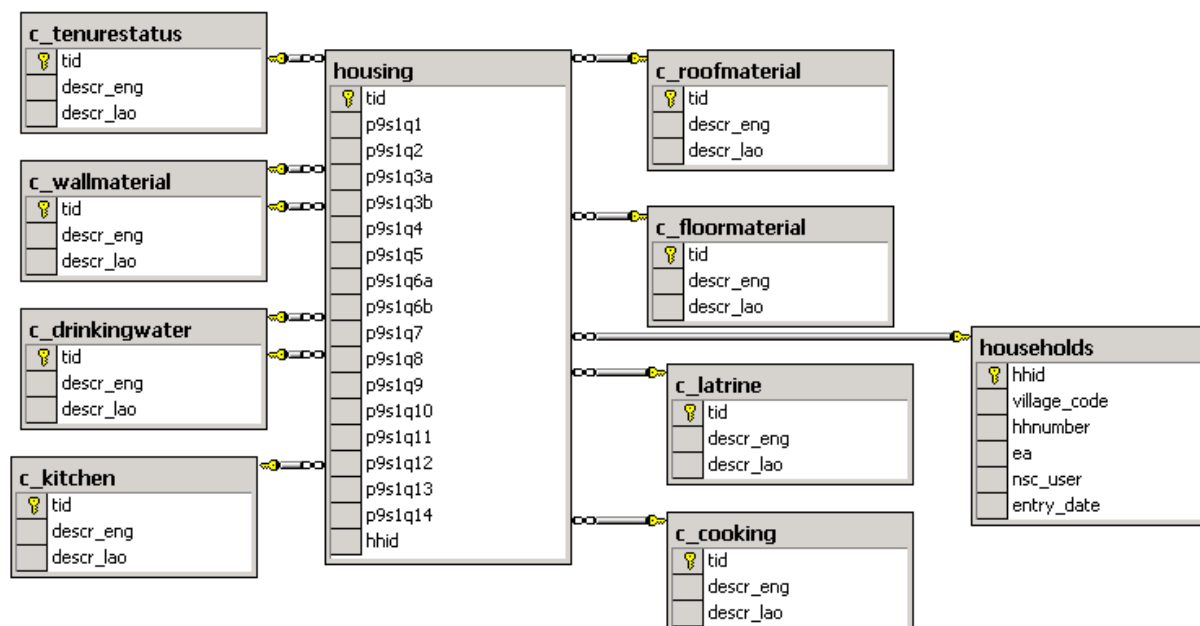 c_tenurestatus
tid
descr_eng
descr_lao
c_wallmaterial
tid
descr_eng
descr_lao
c_drinkingwater
tid
descr_eng
descr_lao
c_kitchen
tid
descr_eng
descr_lao
housing
tid
p9s1q1
p9s1q2
p9s1q3a
p9s1q3b
p9s1q4
p9s1q5
p9s1q6a
p9s1q6b
p9s1q7
p9s1q8
p9s1q9
p9s1q10
p9s1q11
p9s1q12
p9s1q13
p9s1q14
hhid
c_roofmaterial
tid
descr_eng
descr_lao
c_floormaterial
tid
descr_eng
descr_lao
c_latrine
tid
descr_eng
descr_lao
c_cooking
tid
descr_eng
descr_lao
households
hhid
village_code
hhnumber
ea
nsc_user
entry_date